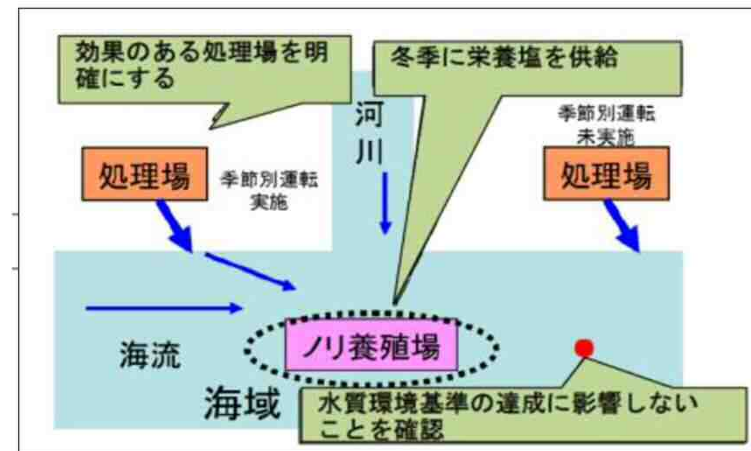 効果のある処理場を明
確にする
冬季に栄養塩を供給
河
川
季節別運転
未実施
処理場
季節別運転
実施
処理場
海流
ノリ養殖場
海域
水質環境基準の達成に影響しない
ことを確認